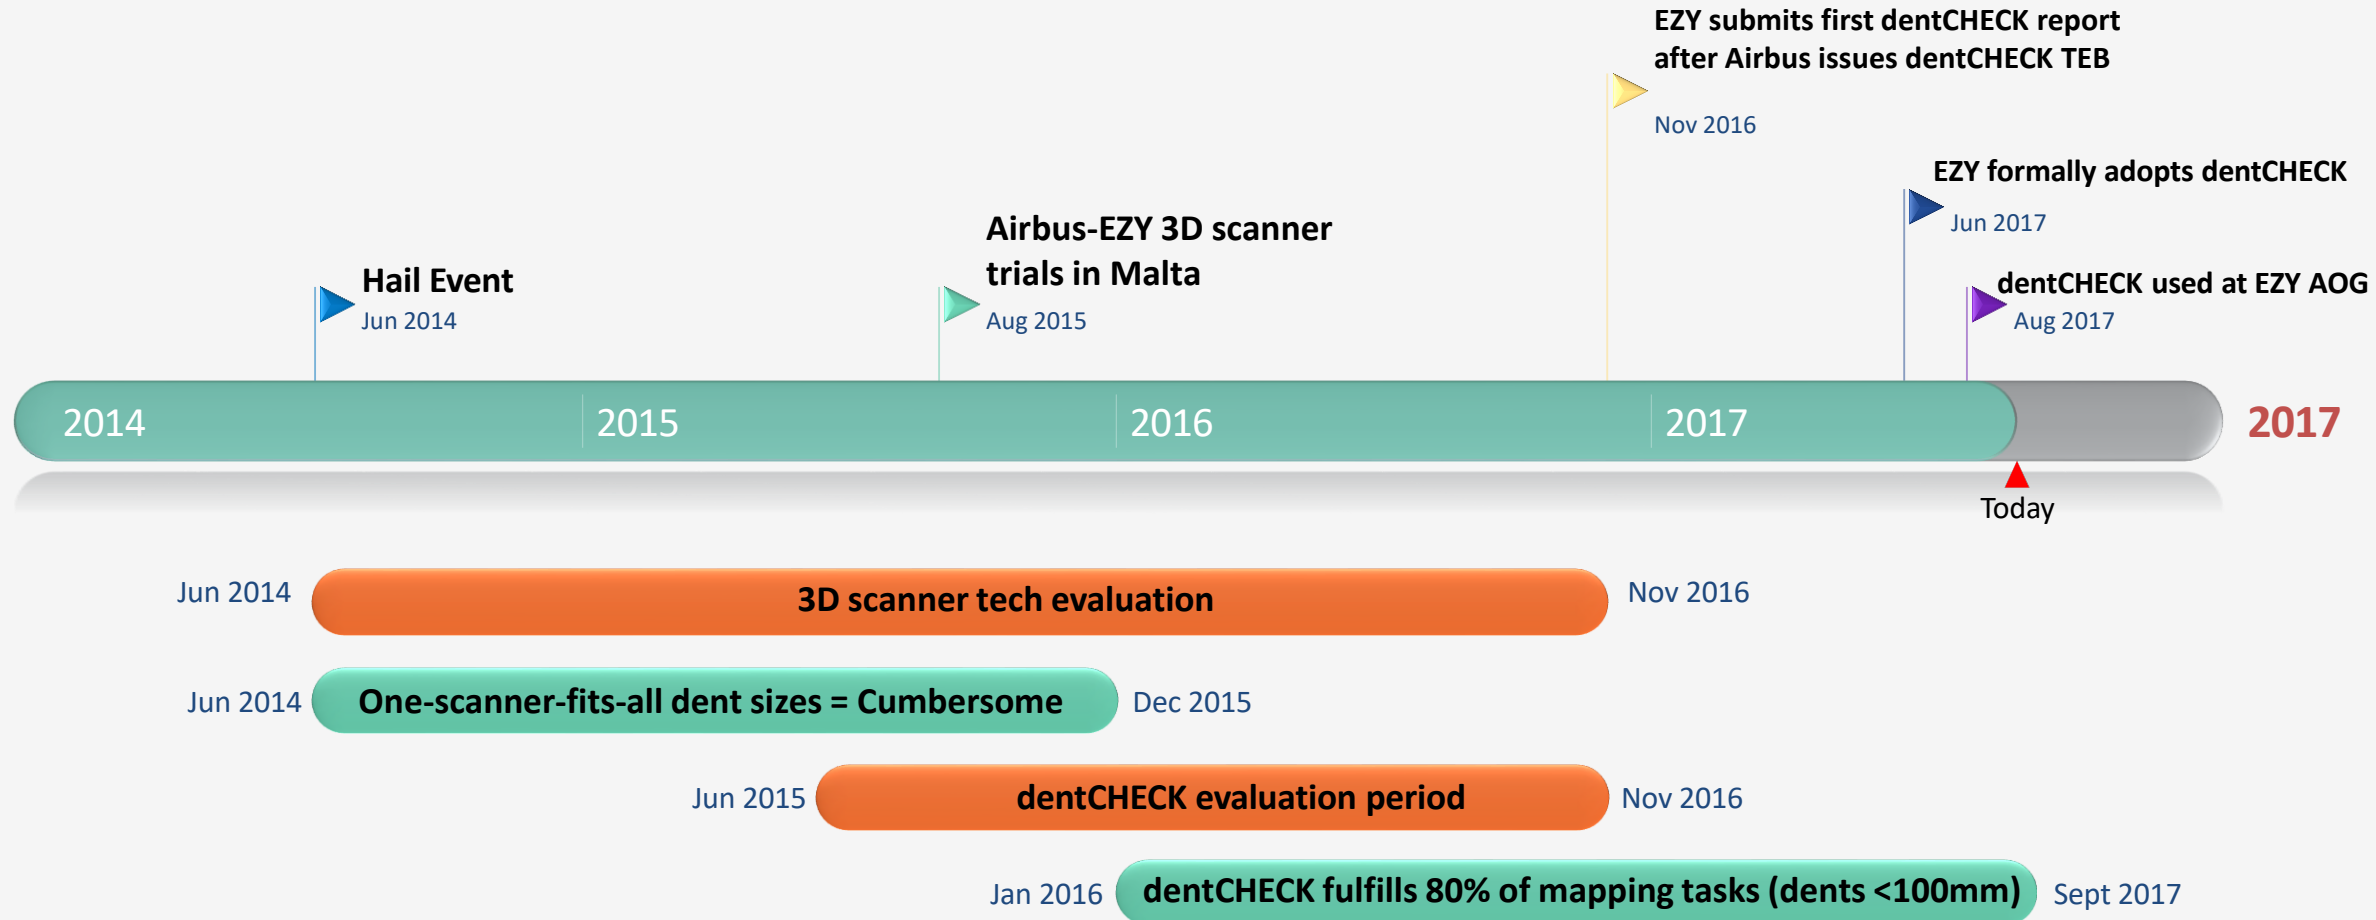 EZY submits first dentCHECK report
after Airbus issues dentCHECK TEB
Nov 2016
EZY formally adopts dentCHECK
Jun 2017
Airbus-EZY 3D scanner
trials in Malta
Aug 2015
Hail Event
Jun 2014
dentCHECK used at EZY AOG
Aug 2017
2014
2015
2016
2017
2017
Today
Jun 2014
3D scanner tech evaluation
Nov 2016
Jun 2014
One-scanner-fits-all dent sizes = Cumbersome
Dec 2015
Jun 2015
dentCHECK evaluation period
Nov 2016
Jan 2016
dentCHECK fulfills 80% of mapping tasks (dents <100mm)
Sept 2017